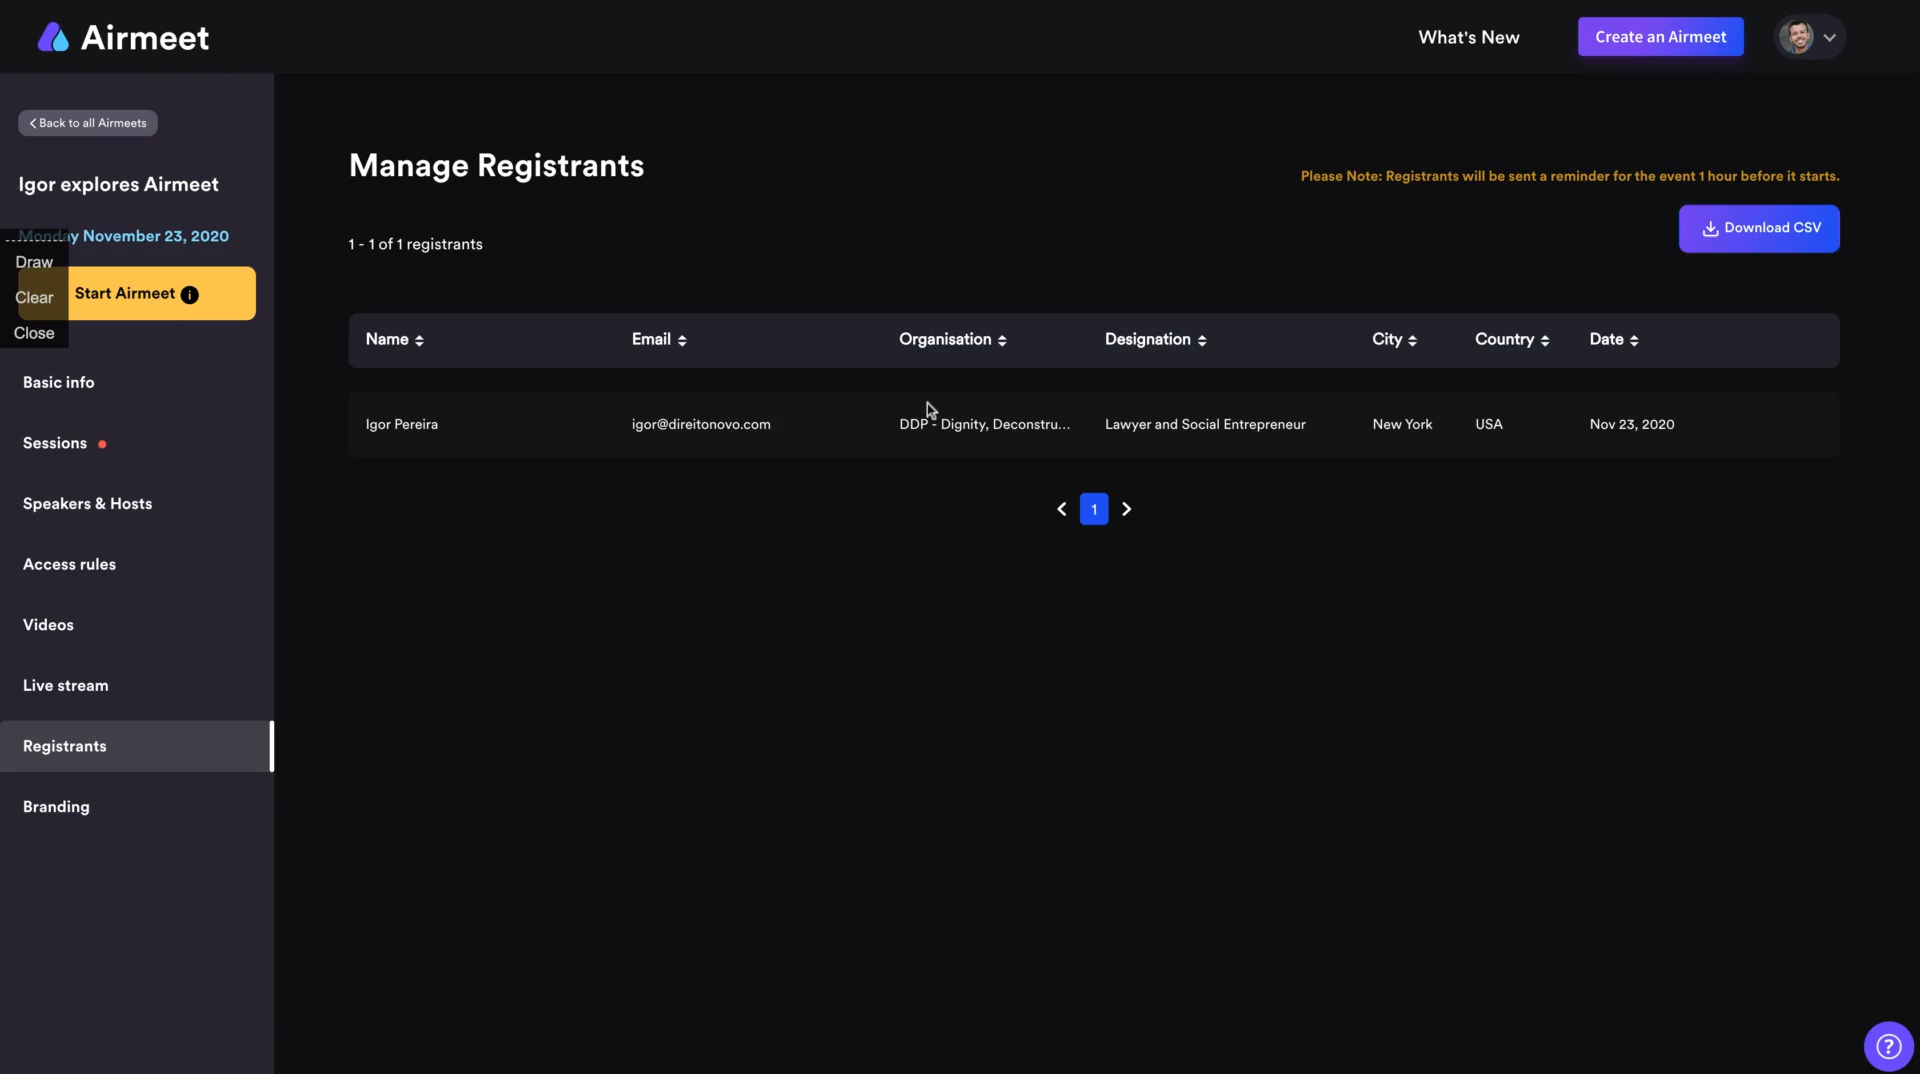 Airmeet
What's New
Create an Airmeet
Back to all Airmeets
Igor explores Airmeet
Monday November 23, 2020
Draw
Clear
Close
Start Airmeet
Basic info
Sessions
Speakers & Hosts
Access rules
Videos
Live stream
Registrants
Branding
Manage Registrants
Please Note: Registrants will be sent a reminder for the event 1 hour before it starts.
1 - 1 of 1 registrants
Download CSV
Name Email Organisation Designation City Country Date
Igor Pereira igor@direitonovo.com DDP - Dignity, Deconstru... Lawyer and Social Entrepreneur New York USA Nov 23, 2020
1